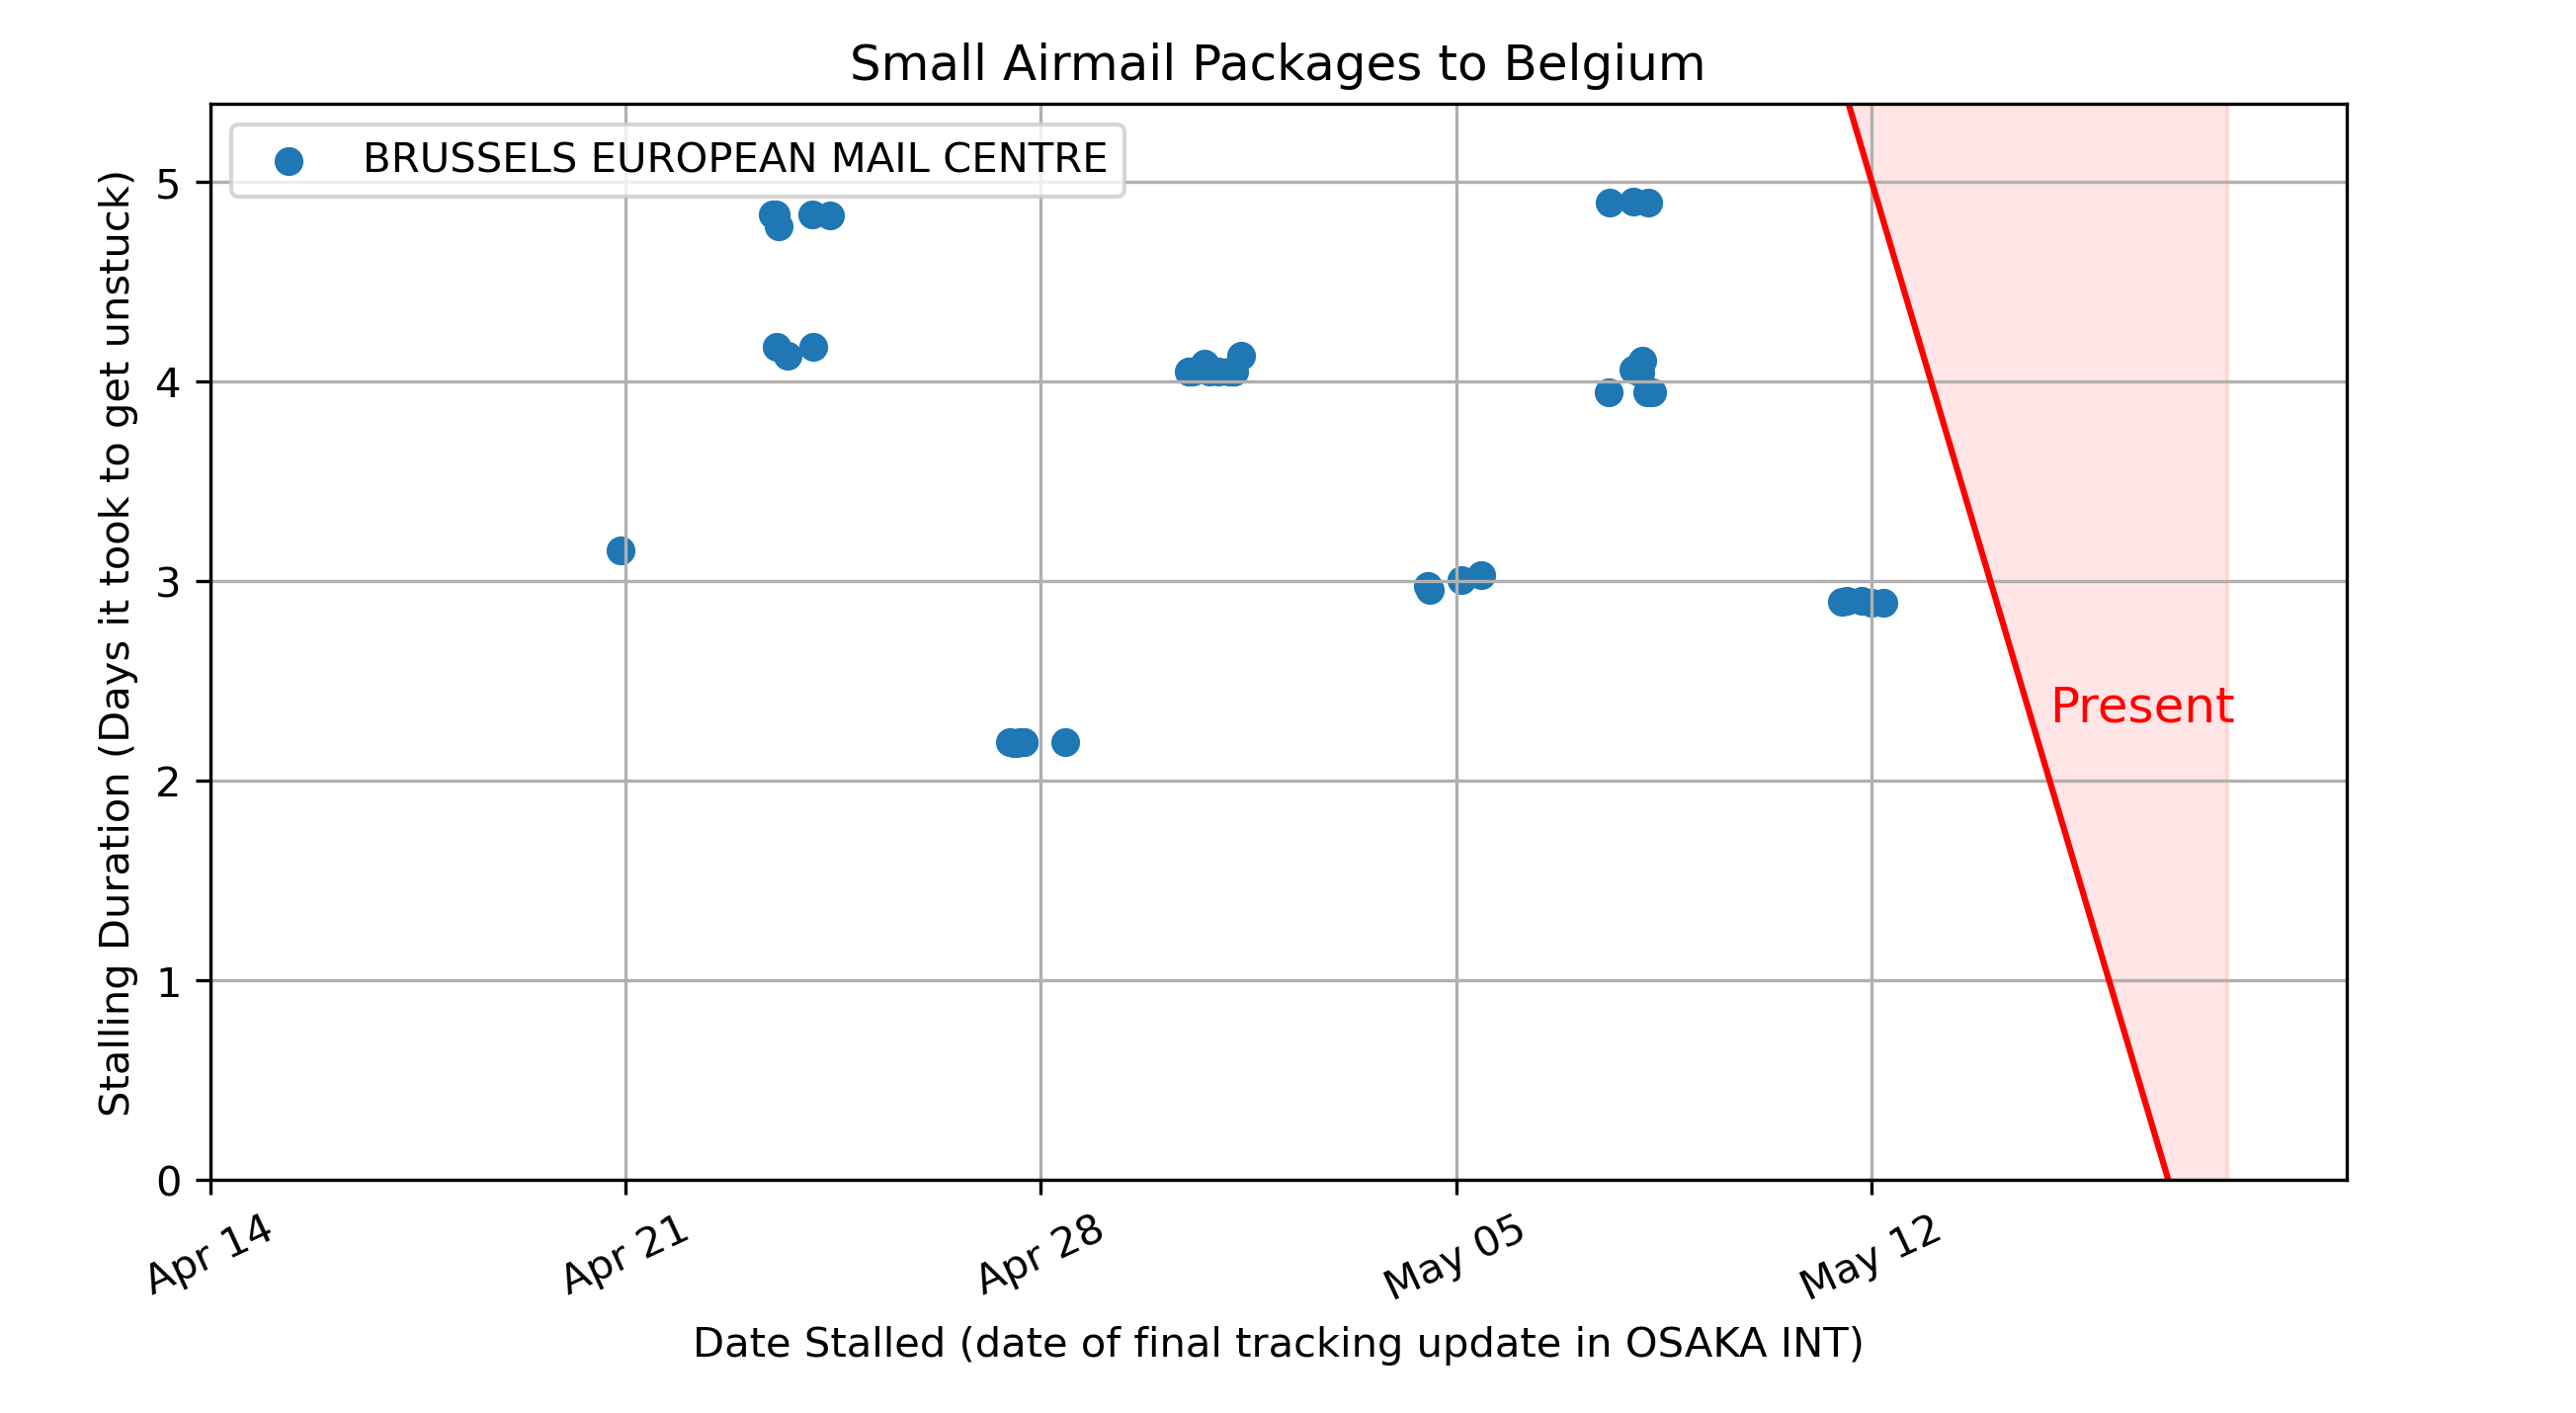 Small Airmail Packages to Belgium
BRUSSELS EUROPEAN MAIL CENTRE
Stalling Duration (Days it took to get unstuck)
5
4
3
2
1
0
Present
Apr 14
Apr 21
Apr 28
May 05
May 12
Date Stalled (date of final tracking update in OSAKA INT)